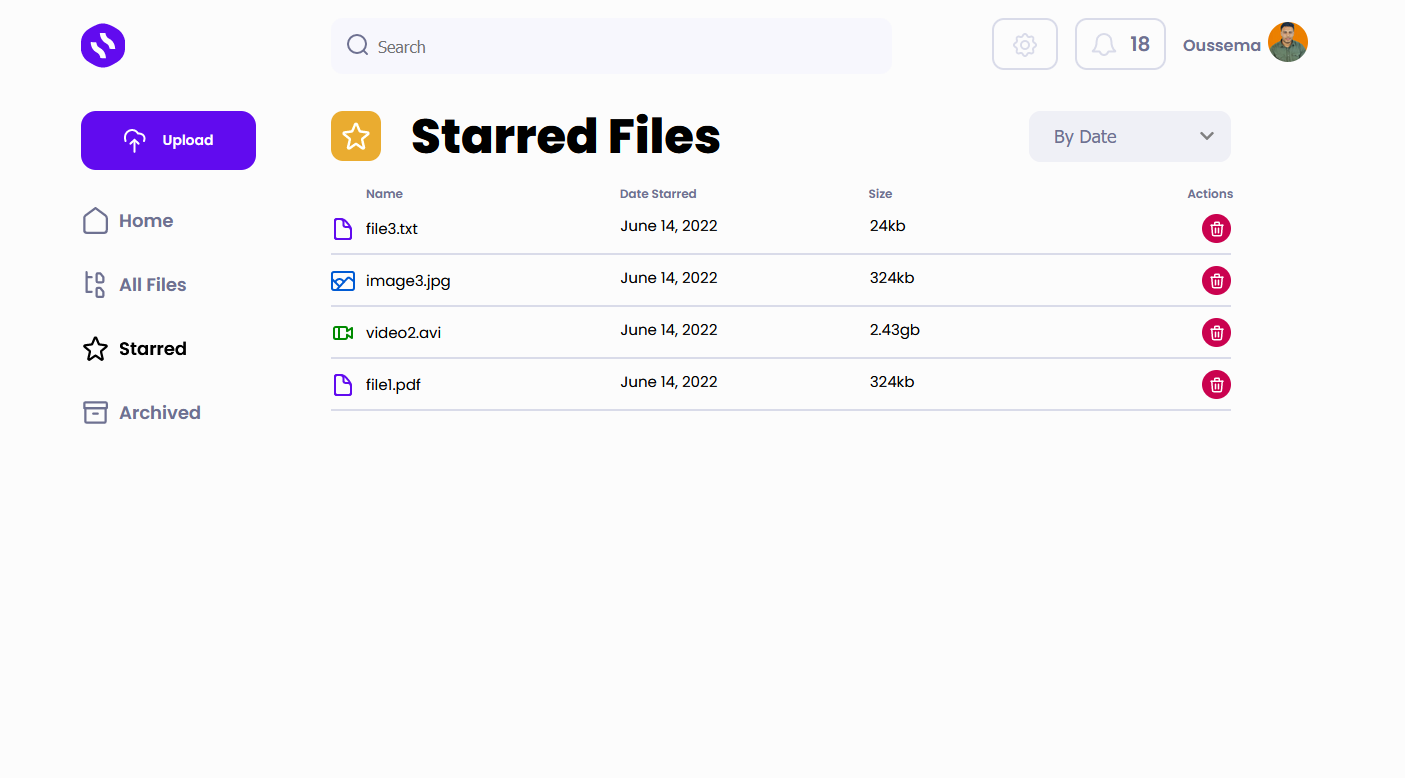 Search
18
Oussema
Upload
Starred Files
By Date
Home
All Files
Starred
Archived
Name Date Starred Size Actions
file3.txt June 14, 2022 24kb
image3.jpg June 14, 2022 324kb
video2.avi June 14, 2022 2.43gb
file1.pdf June 14, 2022 324kb